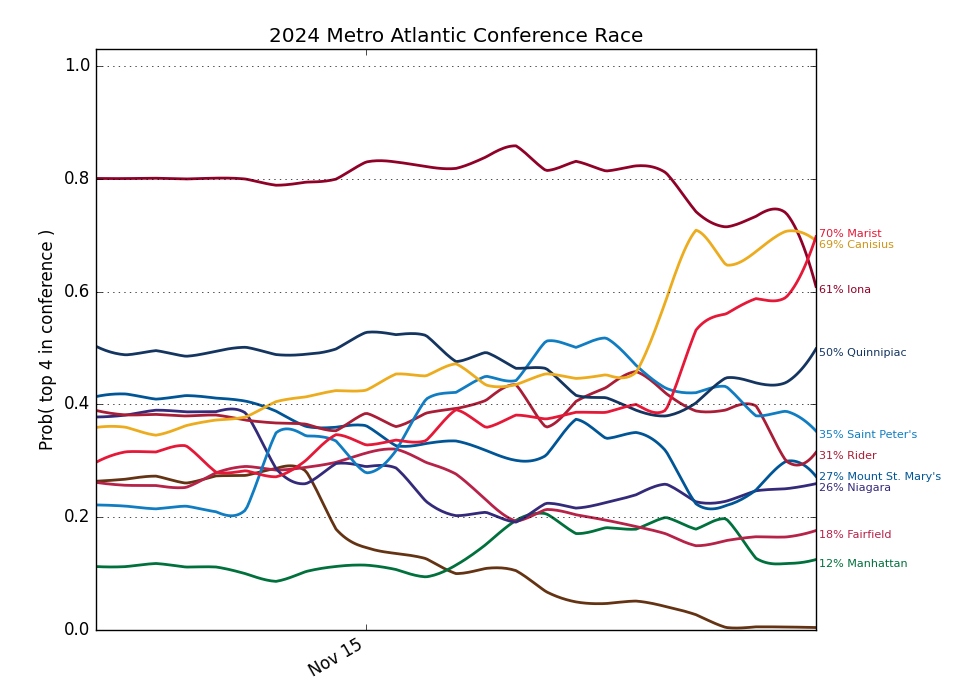 2024 Metro Atlantic Conference Race
Prob( top 4 in conference )
1.0
0.8
0.6
0.4
0.2
0.0
Nov 15
70% Marist
69% Canisius
61% Iona
50% Quinnipiac
35% Saint Peter's
31% Rider
27% Mount St. Mary's
26% Niagara
18% Fairfield
12% Manhattan